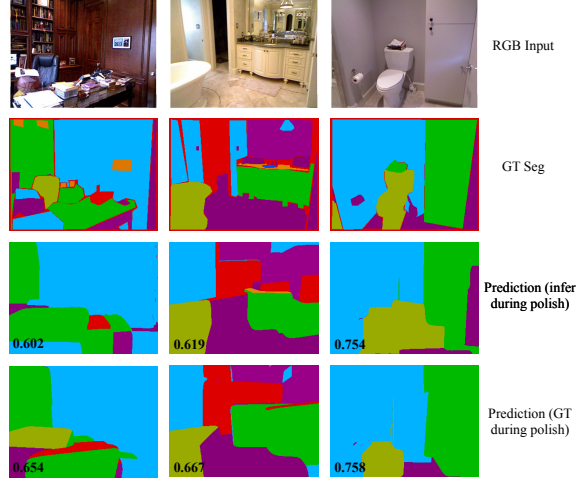 RGB Input
GT Seg
Prediction (infer
during polish)
0.602
0.619
0.754
Prediction (GT
during polish)
0.654
0.667
0.758